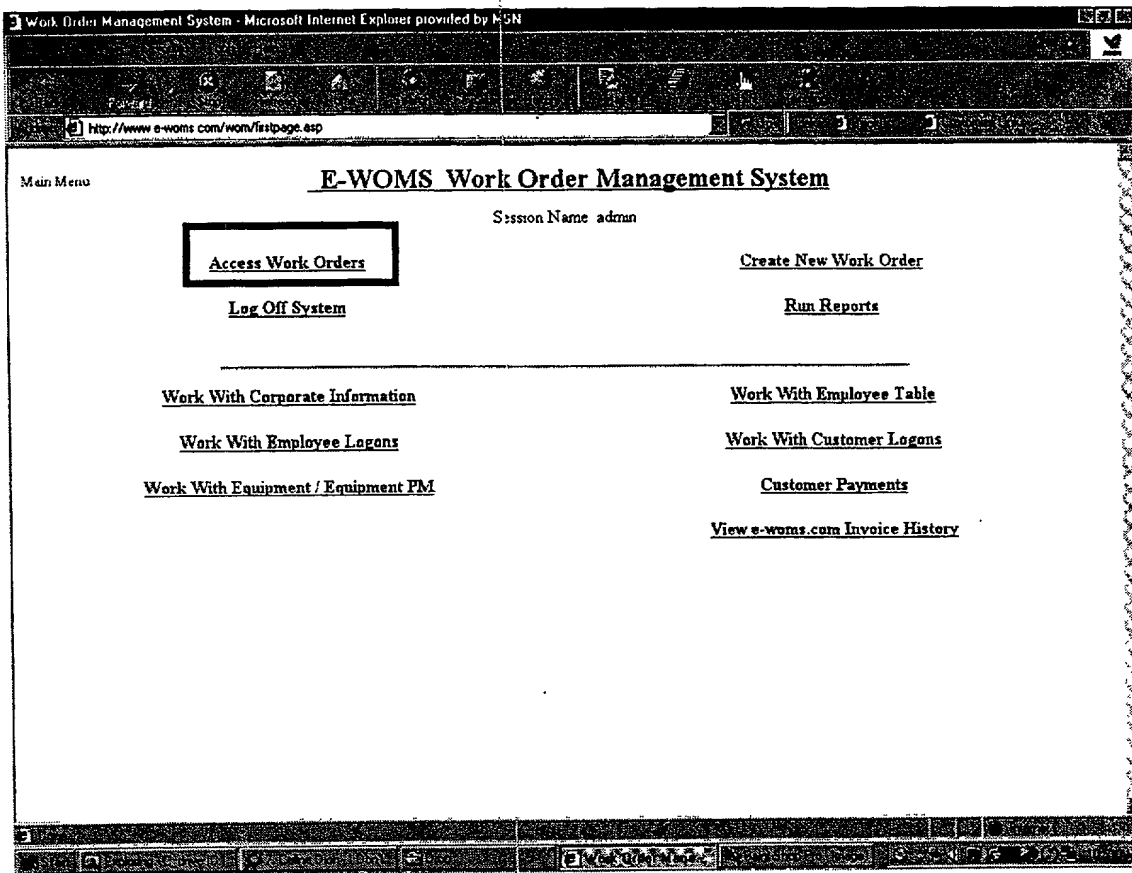 Work Order Management System - Microsoft Internet Explorer provided by MSN
Forward
http://www e-woms com/wom/firstpage.asp
Main Menu
E-WOMS Work Order Management System
Session Name admin
Access Work Orders
Create New Work Order
Log Off System
Run Reports
Work With Corporate Information
Work With Employee Table
Work With Employee Logons
Work With Customer Logons
Work With Equipment / Equipment PM
Customer Payments
View e-woms.com Invoice History